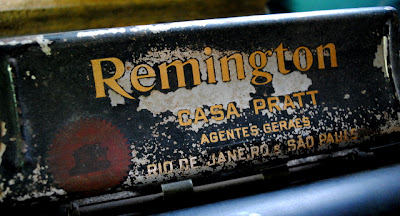 Remington
CASA PRATT
AGENTES GERAES
RIO DE JANEIRO & SÃO PAULO